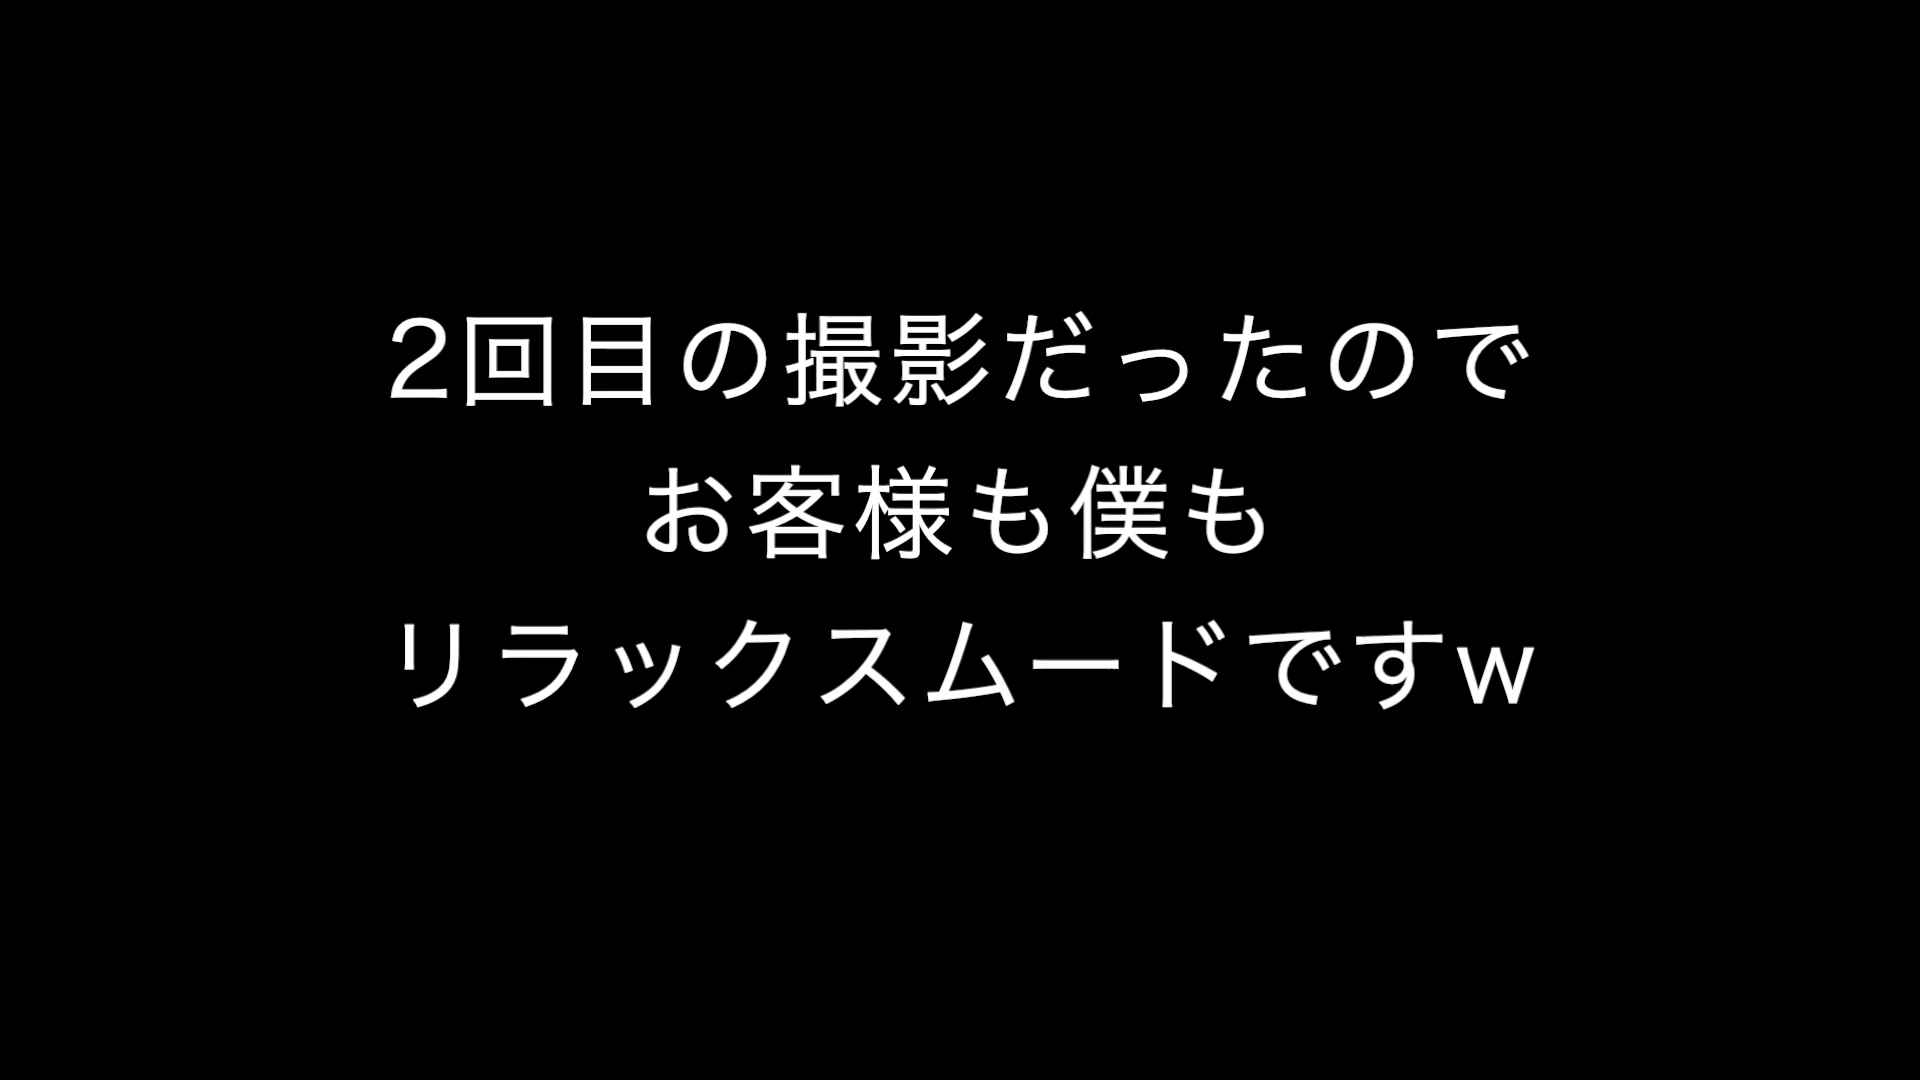 2回目の撮影だったので
お客様も僕も
リラックスムードですw